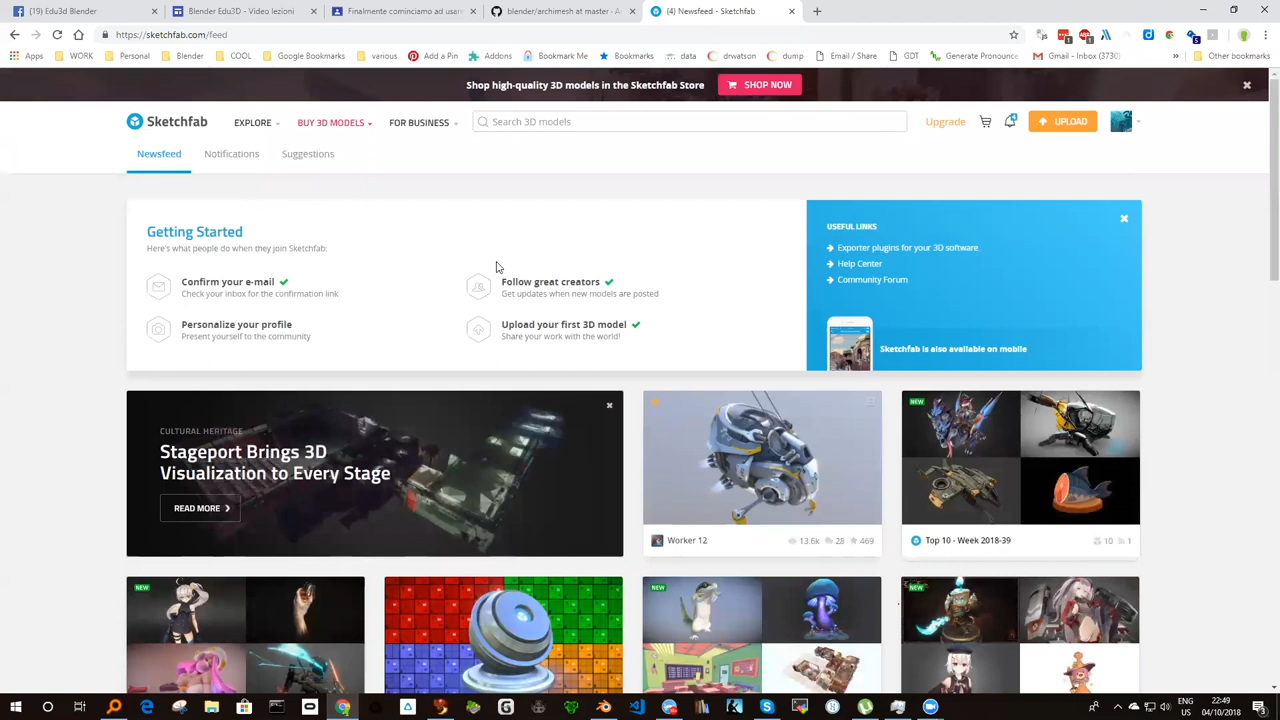 (1) Edu3d Blender
Blender Edu3D - Video lezioni
Finalmente cominciamo ad usare
blender/archimesh at master
(4) Newsfeed - Sketchfab
https://sketchfab.com/feed
Apps WORK Personal Blender COOL Google Bookmarks various Add a Pin Addons Bookmark Me Bookmarks data drwatson dump Email / Share GDT Generate Pronounce Gmail - Inbox (3730) » Other bookmarks
Shop high-quality 3D models in the Sketchfab Store SHOP NOW
Sketchfab EXPLORE BUY 3D MODELS FOR BUSINESS Search 3D models Upgrade UPLOAD
Newsfeed Notifications Suggestions
Getting Started
Here's what people do when they join Sketchfab:
Confirm your e-mail
Check your inbox for the confirmation link
Follow great creators
Get updates when new models are posted
Personalize your profile
Present yourself to the community
Upload your first 3D model
Share your work with the world!
USEFUL LINKS
Exporter plugins for your 3D software
Help Center
Community Forum
Sketchfab is also available on mobile
CULTURAL HERITAGE
Stageport Brings 3D
Visualization to Every Stage
READ MORE
Worker 12 13.6k 28 469
NEW
Top 10 - Week 2018-39 10 1
NEW
NEW
NEW
ENG 22:49
US 04/10/2018